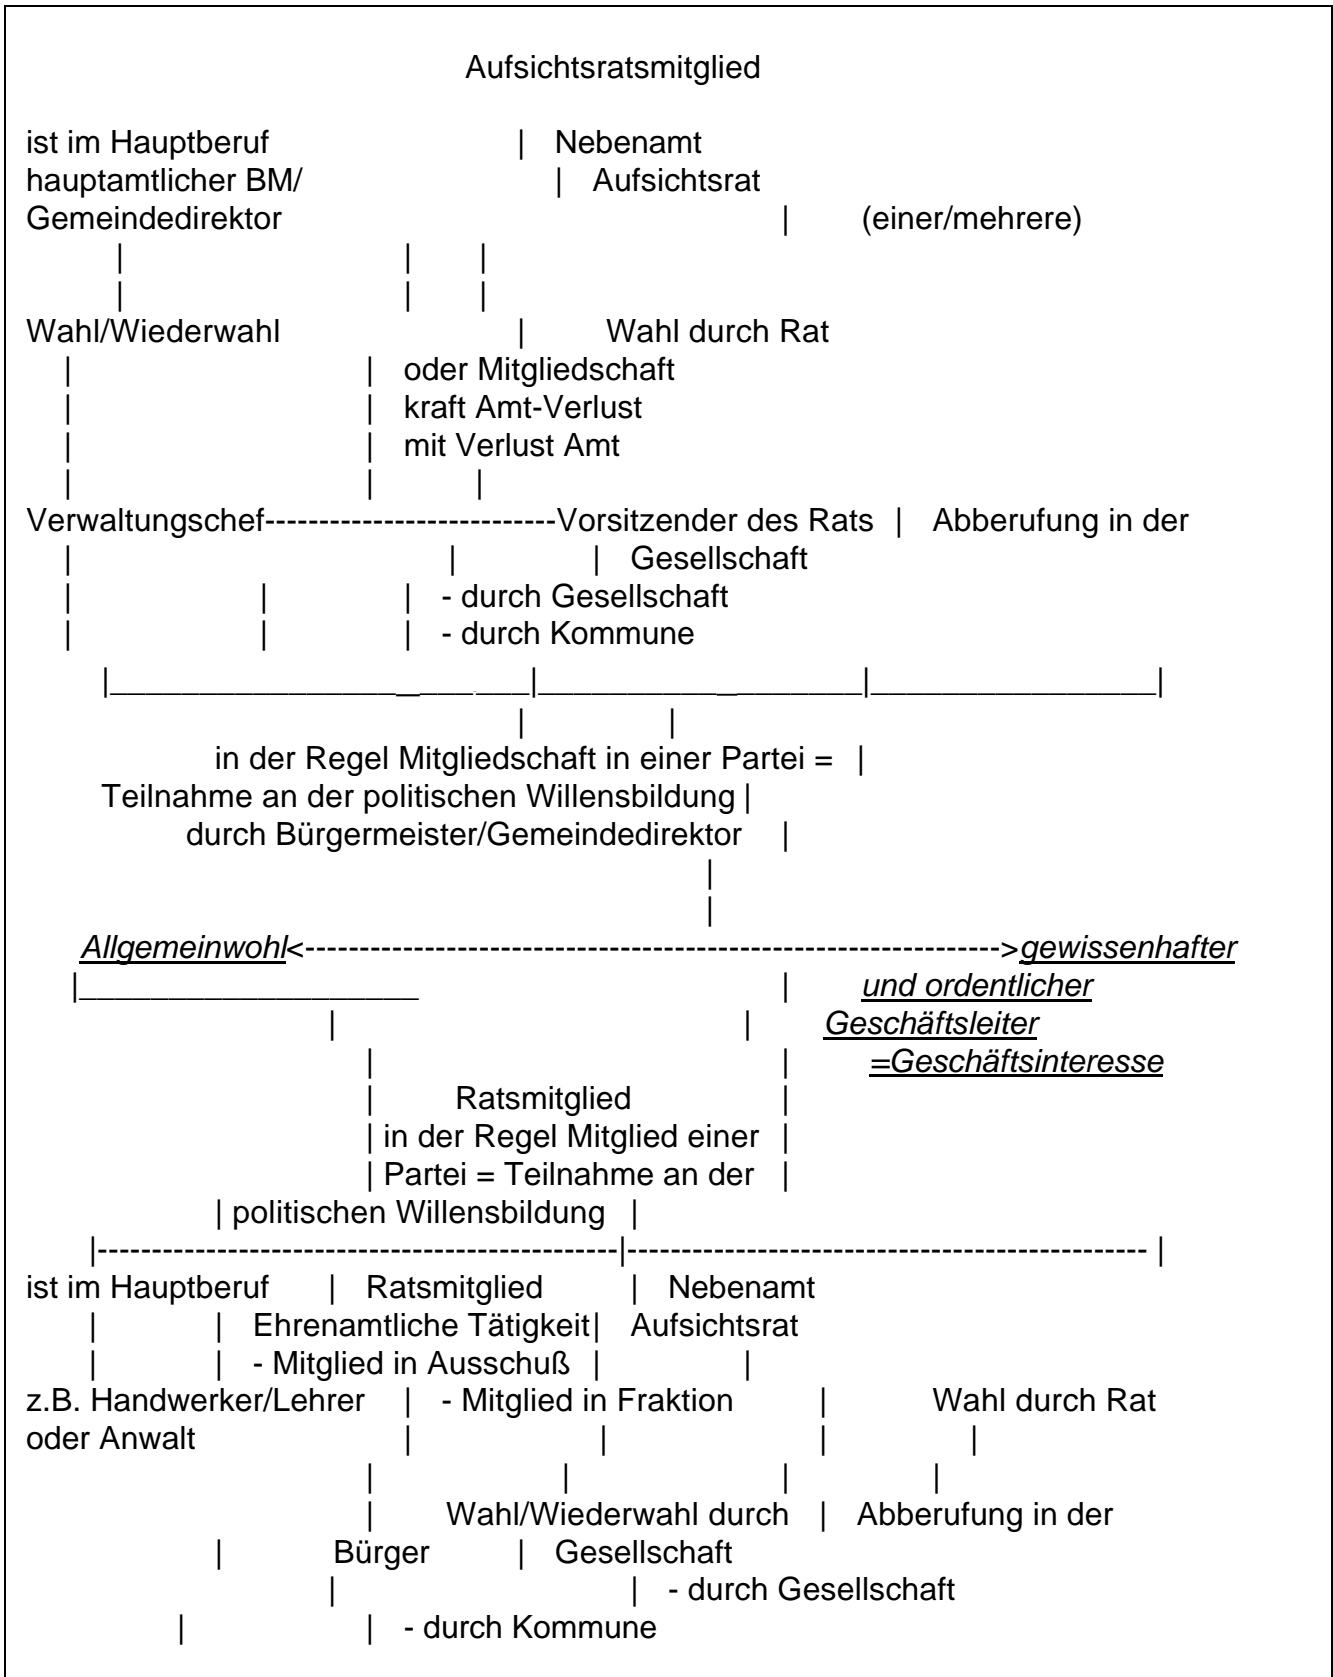 Aufsichtsratsmitglied
ist im Hauptberuf | Nebenamt
hauptamtlicher BM/ | Aufsichtsrat
Gemeindedirektor | (einer/mehrere)
| | |
| | |
Wahl/Wiederwahl | Wahl durch Rat
| | oder Mitgliedschaft
| | kraft Amt-Verlust
| | mit Verlust Amt
| | |
Verwaltungschef---------------------------Vorsitzender des Rats | Abberufung in der
| | | Gesellschaft
| | | - durch Gesellschaft
| | | - durch Kommune
|_______________________|__________________|________________|
| |
in der Regel Mitgliedschaft in einer Partei = |
Teilnahme an der politischen Willensbildung |
durch Bürgermeister/Gemeindedirektor |
|
|
Allgemeinwohl<---------------------------------------------------------------->gewissenhafter
|___________________ | und ordentlicher
| | Geschäftsleiter
| | =Geschäftsinteresse
| Ratsmitglied |
| in der Regel Mitglied einer |
| Partei = Teilnahme an der |
| politischen Willensbildung |
|------------------------------------------------|------------------------------------------------ |
ist im Hauptberuf | Ratsmitglied | Nebenamt
| | Ehrenamtliche Tätigkeit| Aufsichtsrat
| | - Mitglied in Ausschuß | |
z.B. Handwerker/Lehrer | - Mitglied in Fraktion | Wahl durch Rat
oder Anwalt | | | |
| | | |
| Wahl/Wiederwahl durch | Abberufung in der
| Bürger | Gesellschaft
| | - durch Gesellschaft
| | - durch Kommune